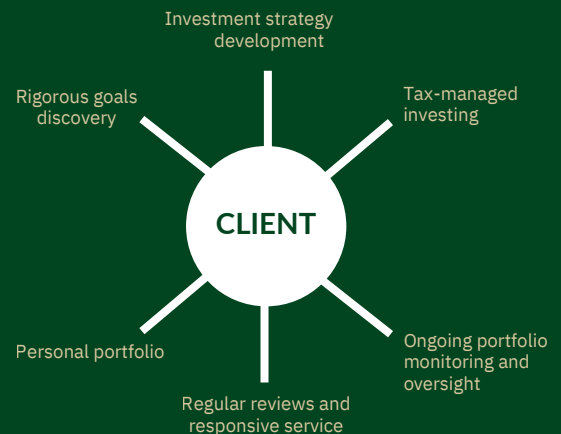 Investment strategy
development
Rigorous goals
discovery
Tax-managed
investing
CLIENT
Personal portfolio
Ongoing portfolio
monitoring and
oversight
Regular reviews and
responsive service